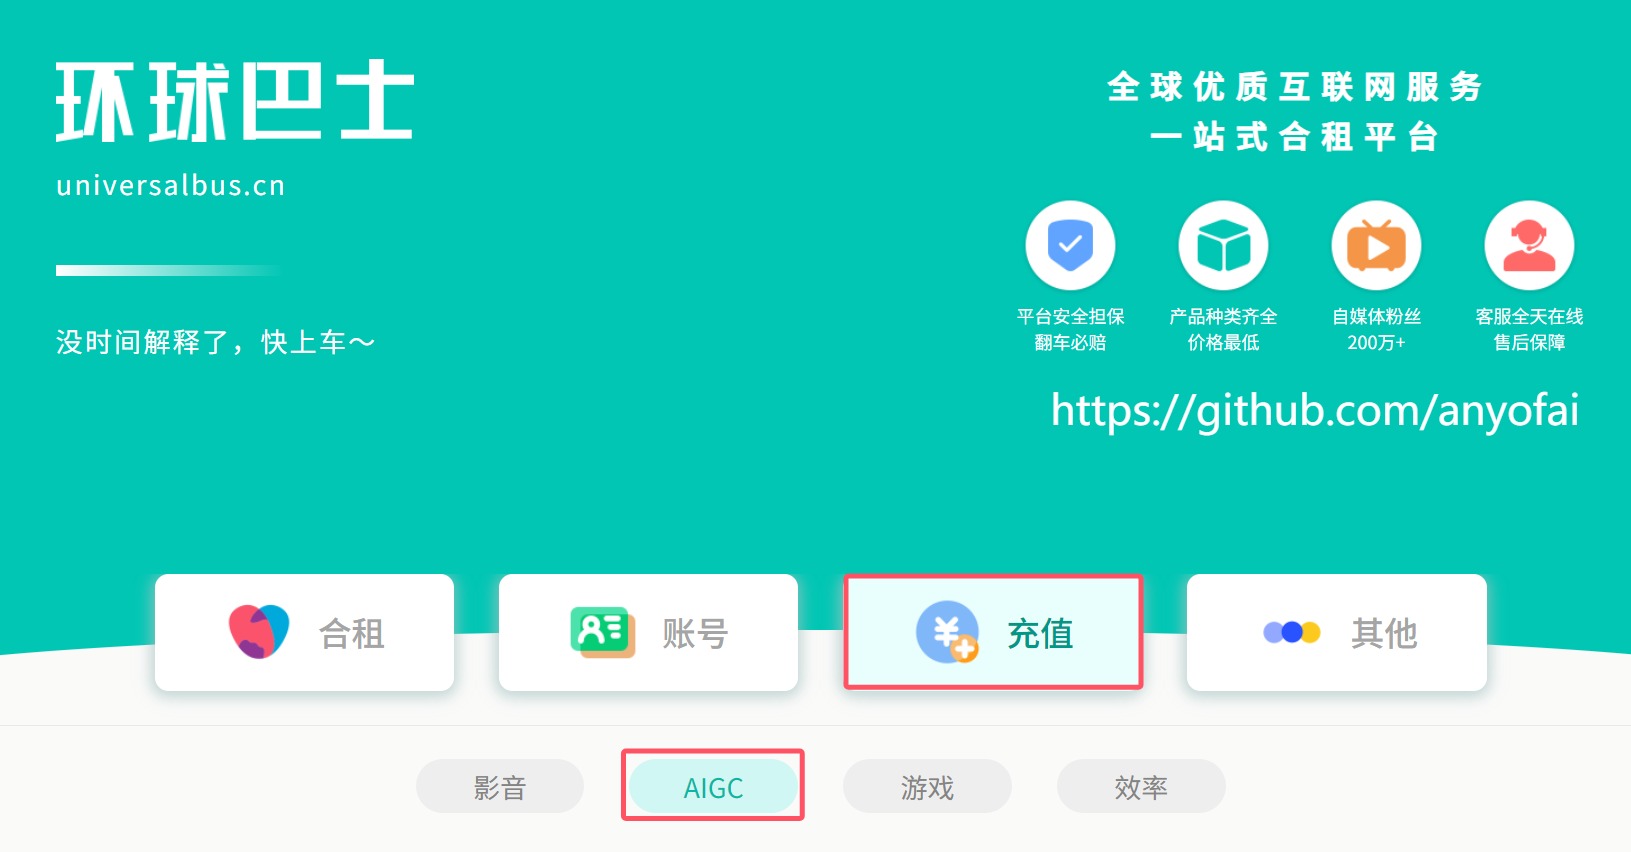 环球巴士
universalbus.cn
没时间解释了，快上车～
全球优质互联网服务
一站式合租平台
平台安全担保
翻车必赔
产品种类齐全
价格最低
自媒体粉丝
200万+
客服全天在线
售后保障
https://github.com/anyofai
合租
账号
充值
其他
影音
AIGC
游戏
效率